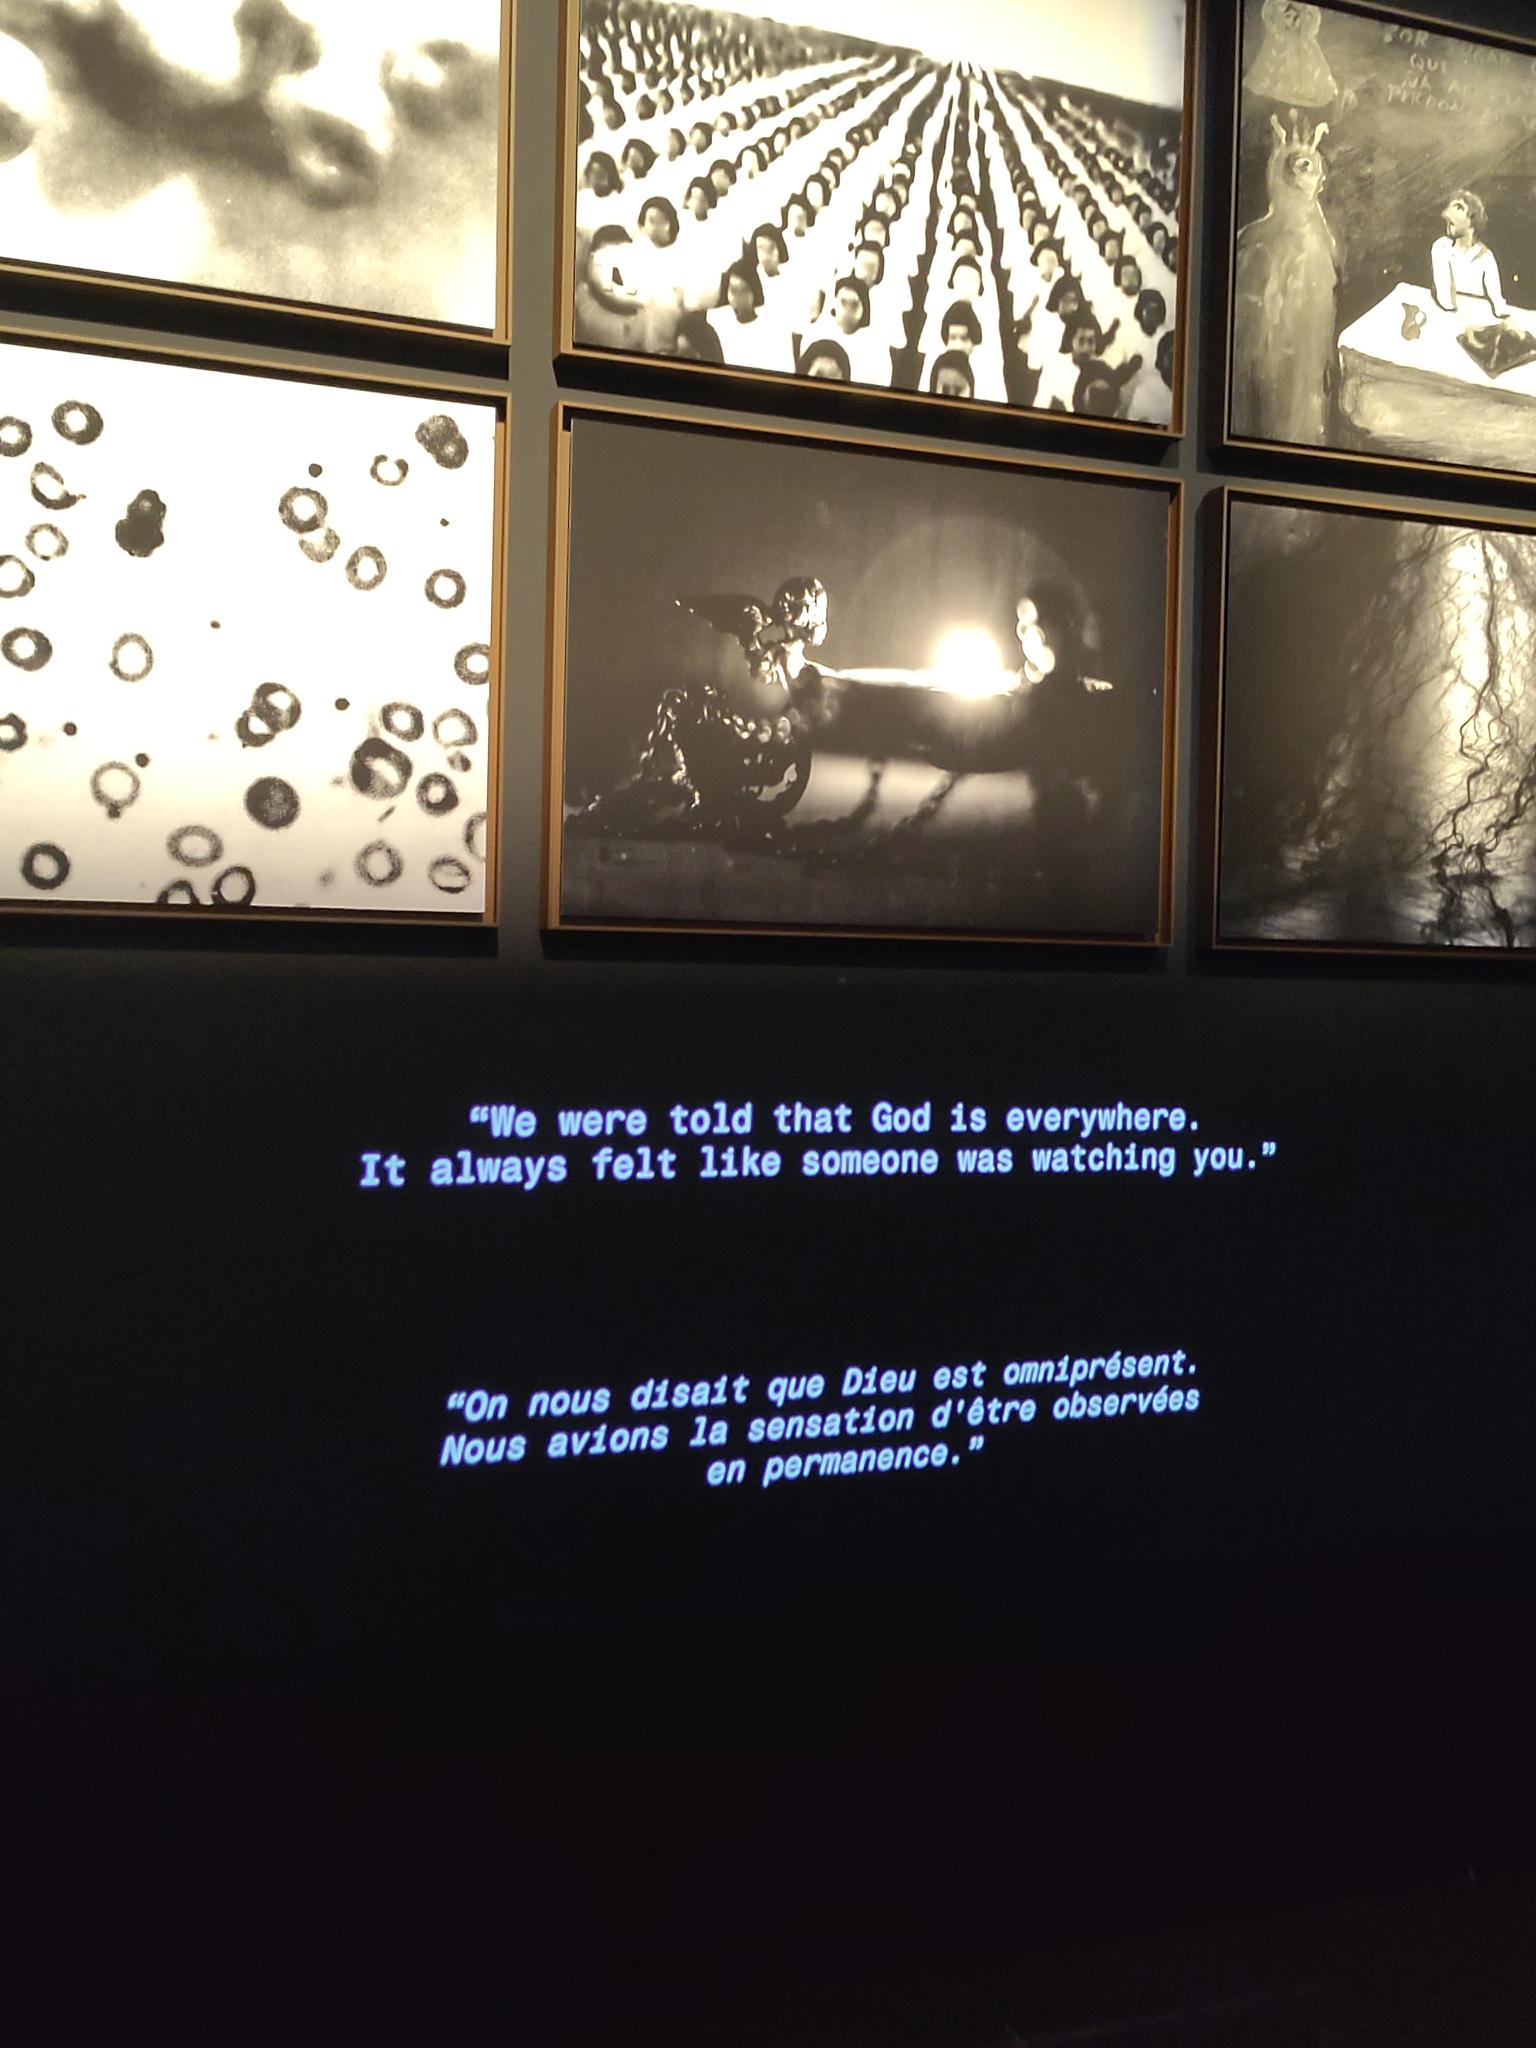 QUE
“We were told that God is everywhere.
It always felt like someone was watching you.”
“On nous disait que Dieu est omniprésent.
Nous avions la sensation d'être observées
en permanence.”